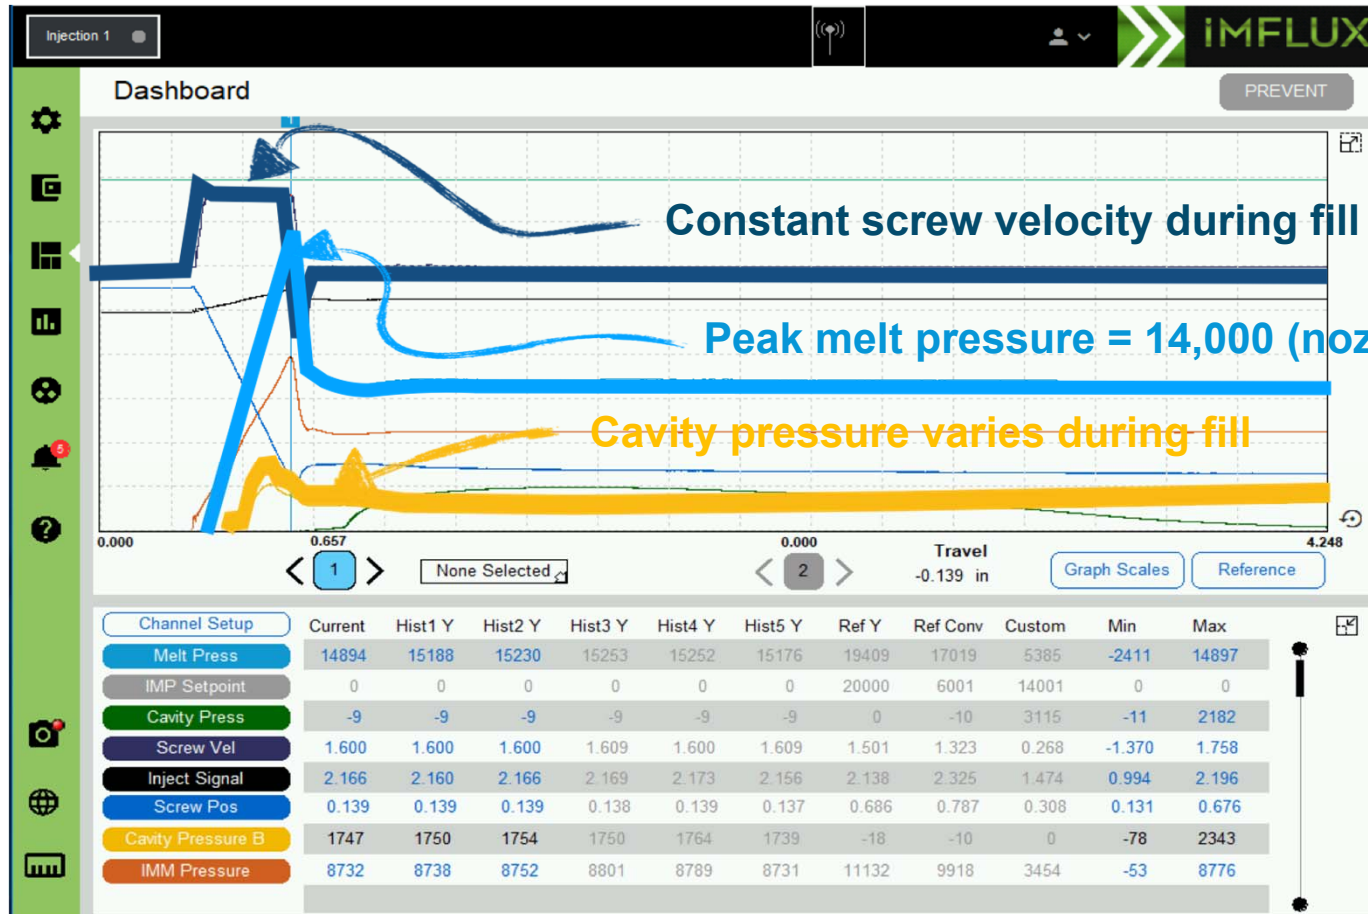 Injection 1
iMFLUX
Dashboard
PREVENT
1
Constant screw velocity during fill
Peak melt pressure = 14,000 (noz
Cavity pressure varies during fill
5
0.000 0.657 0.000 4.248
1 None Selected 2 Travel
-0.139 in
Graph Scales Reference
Channel Setup Current Hist1 Y Hist2 Y Hist3 Y Hist4 Y Hist5 Y Ref Y Ref Conv Custom Min Max
Melt Press 14894 15188 15230 15253 15252 15176 19409 17019 5385 -2411 14897
IMP Setpoint 0 0 0 0 0 0 20000 6001 14001 0 0
Cavity Press -9 -9 -9 -9 -9 -9 0 -10 3115 -11 2182
Screw Vel 1.600 1.600 1.600 1.609 1.600 1.609 1.501 1.323 0.268 -1.370 1.758
Inject Signal 2.166 2.160 2.166 2.169 2.173 2.156 2.138 2.325 1.474 0.994 2.196
Screw Pos 0.139 0.139 0.139 0.138 0.139 0.137 0.686 0.787 0.308 0.131 0.676
Cavity Pressure B 1747 1750 1754 1750 1764 1739 -18 -10 0 -78 2343
IMM Pressure 8732 8738 8752 8801 8789 8731 11132 9918 3454 -53 8776